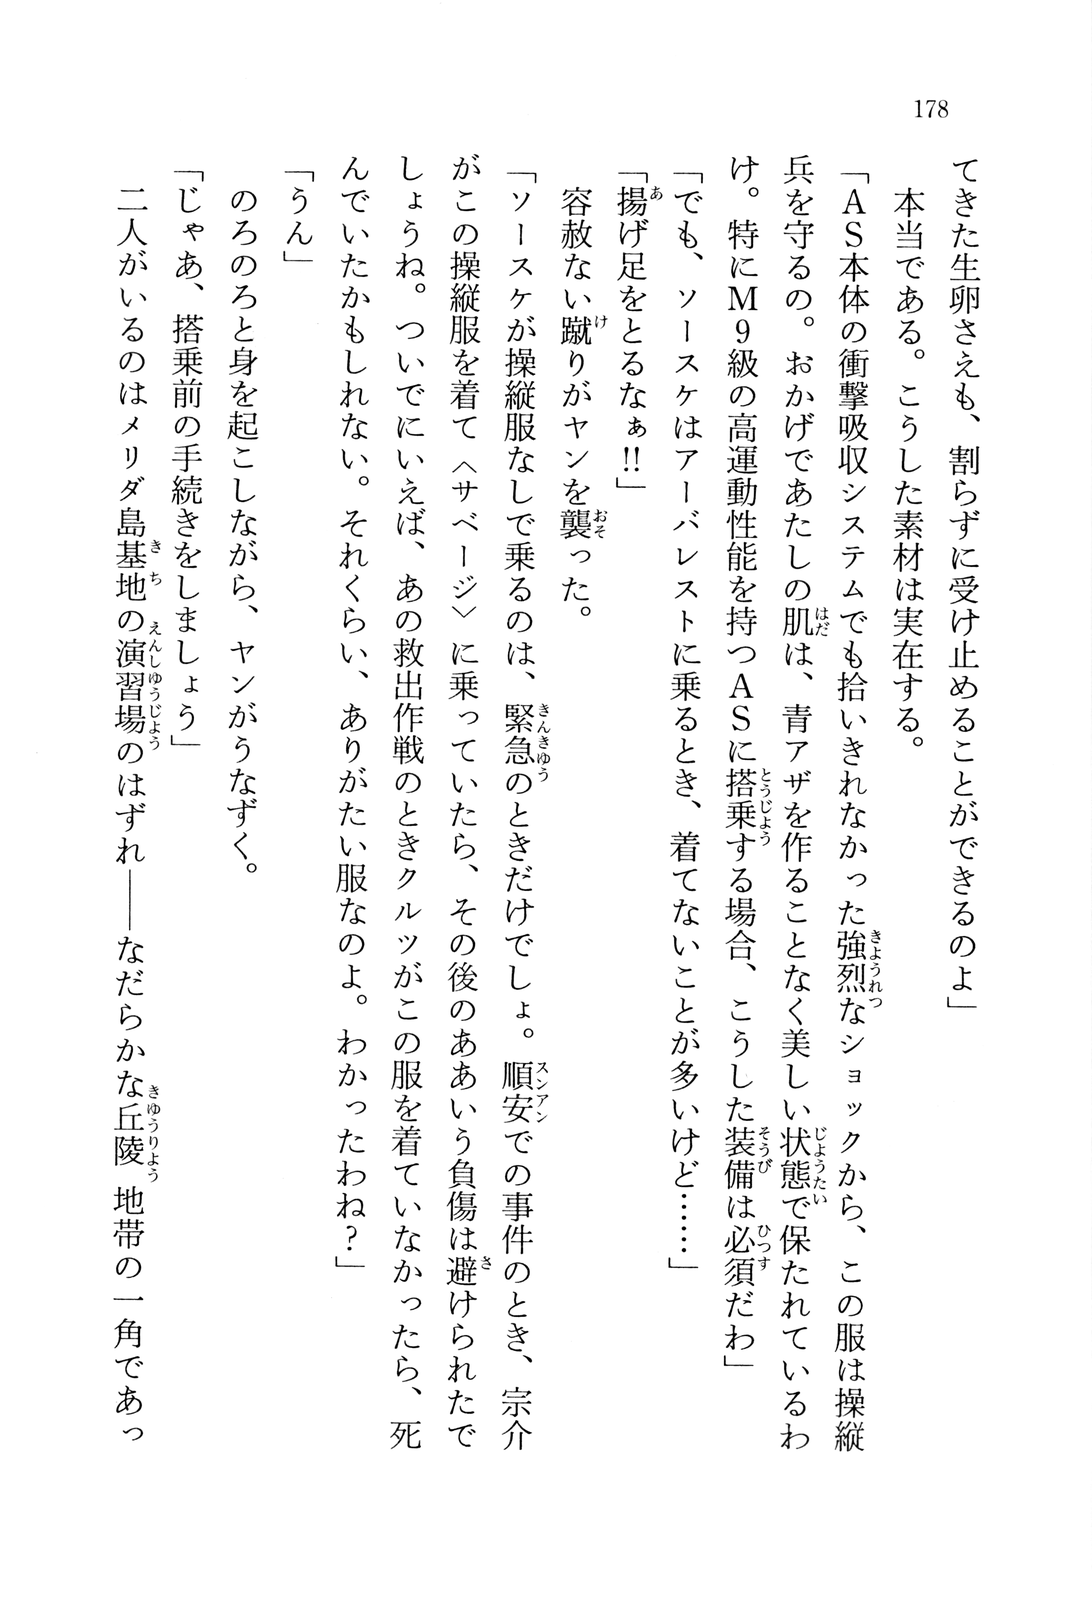 178
てきた生卵さえも、割らずに受け止めることができるのよ」
　本当である。こうした素材は実在する。
「ＡＳ本体の衝撃吸収システムでも拾いきれなかった強烈なショックから、この服は操縦
兵を守るの。おかげであたしの肌は、青アザを作ることなく美しい状態で保たれているわ
け。特にＭ９級の高運動性能を持つＡＳに搭乗する場合、こうした装備は必須だわ」
「でも、ソースケはアーバレストに乗るとき、着てないことが多いけど……」
「揚げ足をとるなぁ!!」
　容赦ない蹴りがヤンを襲った。
「ソースケが操縦服なしで乗るのは、緊急のときだけでしょ。順安での事件のとき、宗介
がこの操縦服を着て〈サベージ〉に乗っていたら、その後のああいう負傷は避けられたで
しょうね。ついでにいえば、あの救出作戦のときクルツがこの服を着ていなかったら、死
んでいたかもしれない。それくらい、ありがたい服なのよ。わかったわね？」
「うん」
　のろのろと身を起こしながら、ヤンがうなずく。
「じゃあ、搭乗前の手続きをしましょう」
　二人がいるのはメリダ島基地の演習場のはずれ――なだらかな丘陵地帯の一角であっ